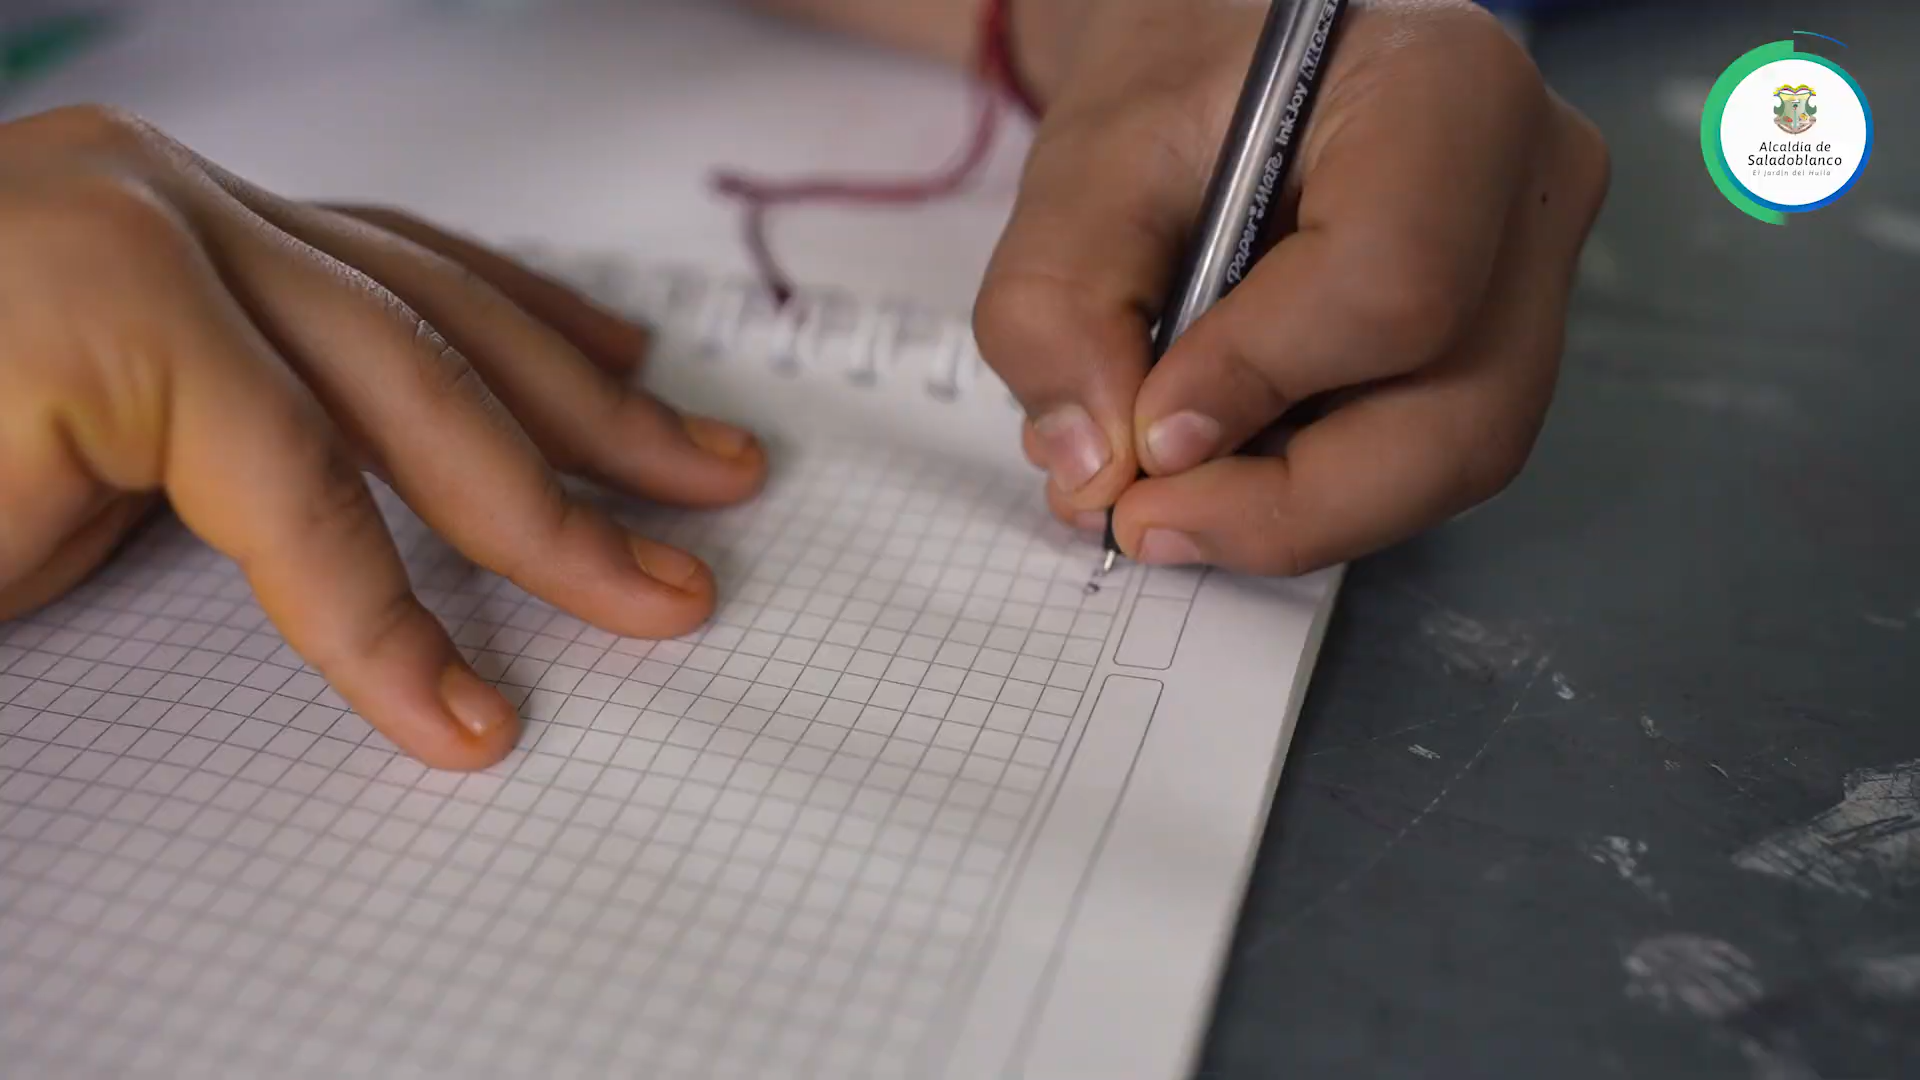 Alcaldía de
Saladoblanco
El Jardín del Huila
Paper Mate InkJoy